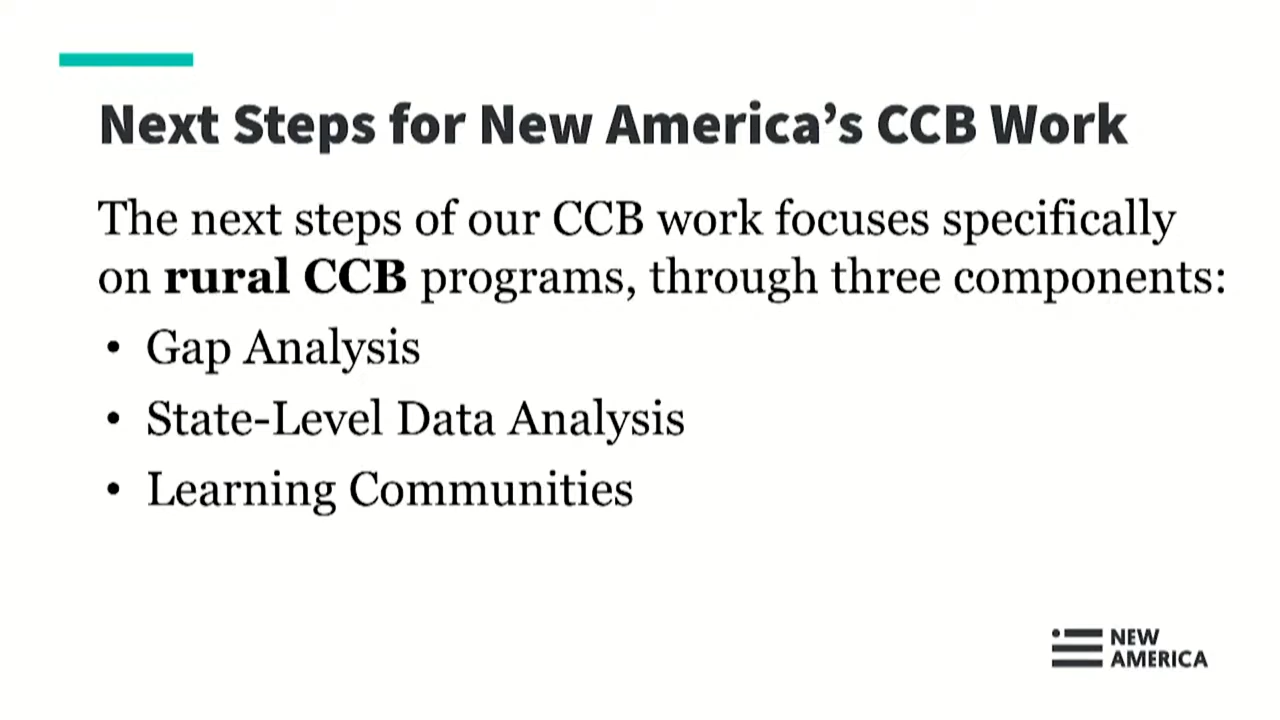 Next Steps for New America’s CCB Work
The next steps of our CCB work focuses specifically
on rural CCB programs, through three components:
• Gap Analysis
• State-Level Data Analysis
• Learning Communities
NEW
AMERICA